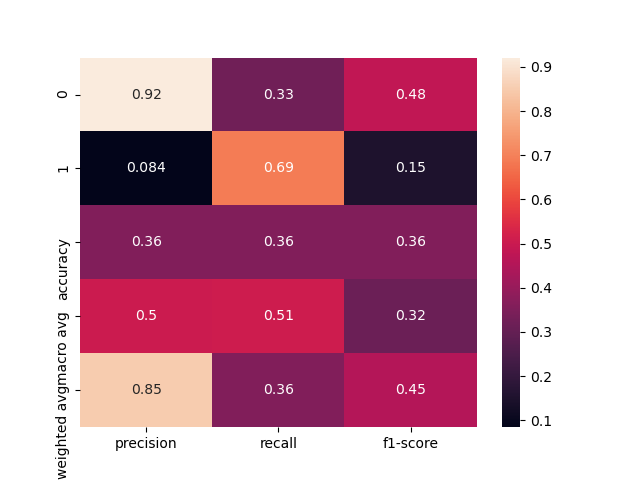 0 0.92 0.33 0.48
1 0.084 0.69 0.15
accuracy 0.36 0.36 0.36
macro avg 0.5 0.51 0.32
weighted avg 0.85 0.36 0.45
precision recall f1-score
0.9
0.8
0.7
0.6
0.5
0.4
0.3
0.2
0.1